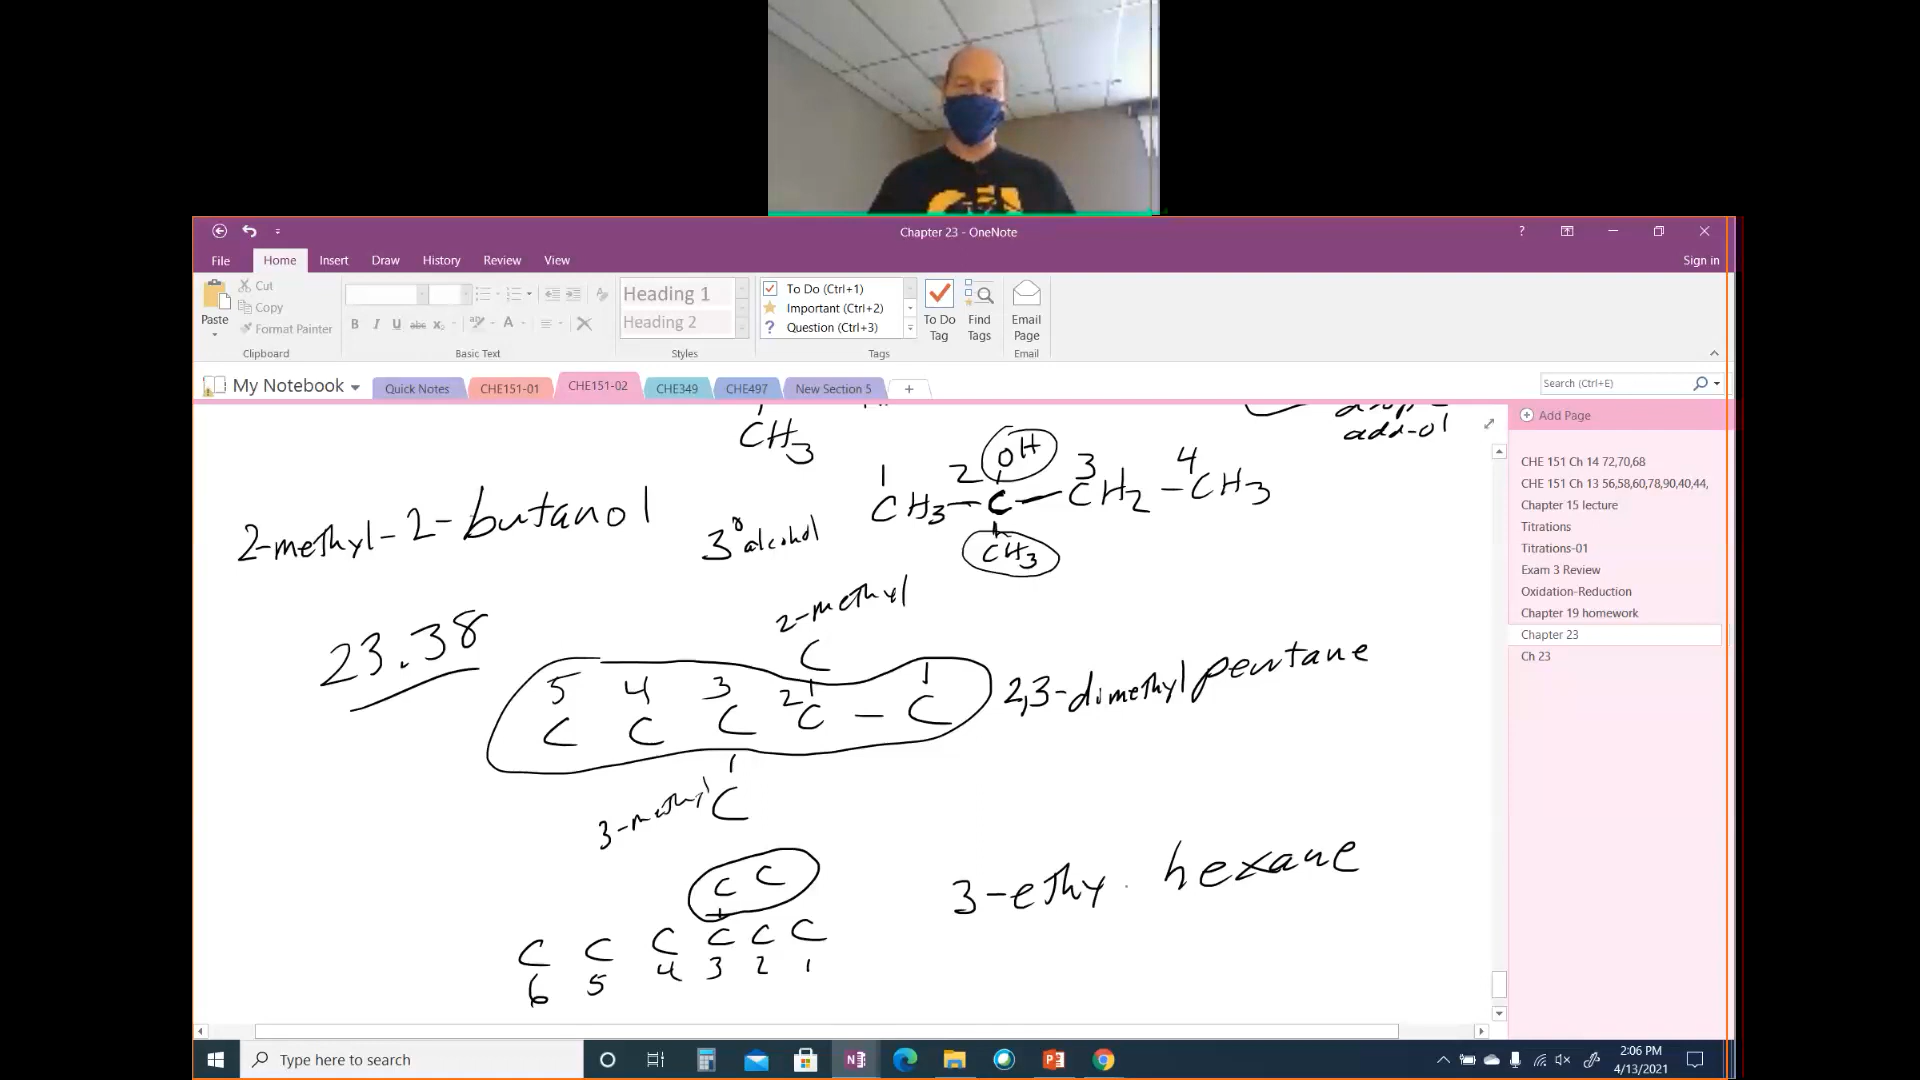 Chapter 23 - OneNote
?
File Home Insert Draw History Review View
Sign in
Paste
Cut
Copy
Format Painter
Clipboard
B I U abc X₂ A
Basic Text
Heading 1
Heading 2
Styles
To Do (Ctrl+1)
Important (Ctrl+2)
Question (Ctrl+3)
To Do Tag
Find Tags
Tags
Email Page
Email
My Notebook
Quick Notes CHE151-01 CHE151-02 CHE349 CHE497 New Section 5 +
Search (Ctrl+E)
Add Page
CHE 151 Ch 14 72,70,68
CHE 151 Ch 13 56,58,60,78,90,40,44,
Chapter 15 lecture
Titrations
Titrations-01
Exam 3 Review
Oxidation-Reduction
Chapter 19 homework
Chapter 23
Ch 23
add-ol
CH3
OH
1 2 3 4
CH3-C-CH2-CH3
CH3
2-methyl-2-butanol
3° alcohol
23.38
2-methyl
C
5 4 3 2 1
C C C C - C
2,3-dimethylpentane
3-methyl
C
C C
C C C C C C
6 5 4 3 2 1
3-ethy hexane
Type here to search
2:06 PM
4/13/2021